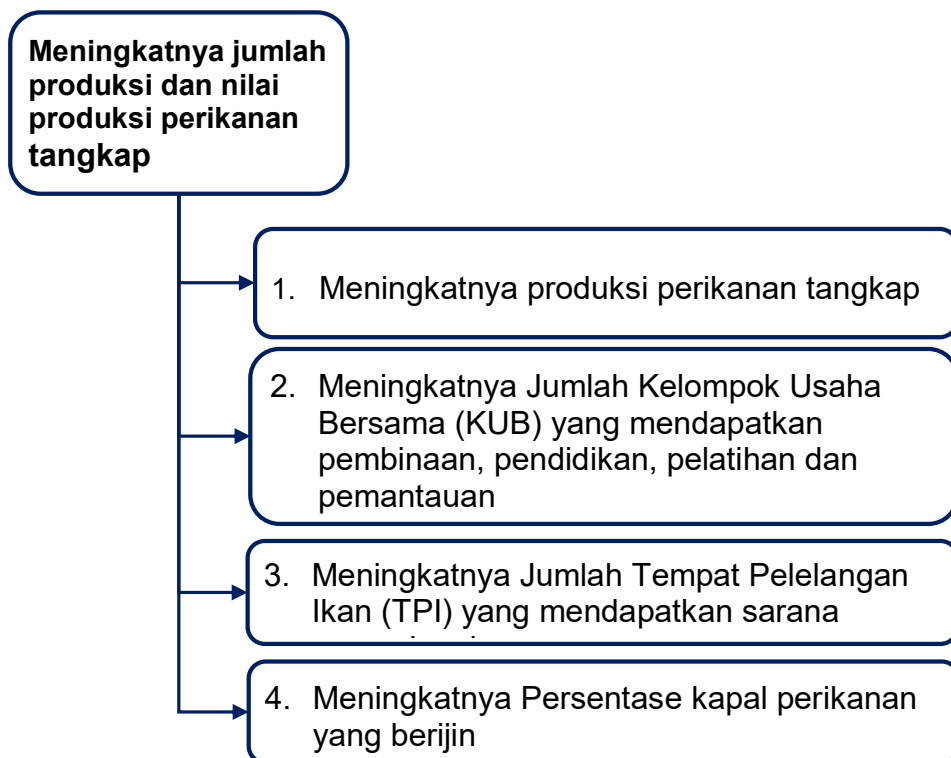 Meningkatnya jumlah
produksi dan nilai
produksi perikanan
tangkap
1. Meningkatnya produksi perikanan tangkap
2. Meningkatnya Jumlah Kelompok Usaha
Bersama (KUB) yang mendapatkan
pembinaan, pendidikan, pelatihan dan
pemantauan
3. Meningkatnya Jumlah Tempat Pelelangan
Ikan (TPI) yang mendapatkan sarana
4. Meningkatnya Persentase kapal perikanan
yang berijin